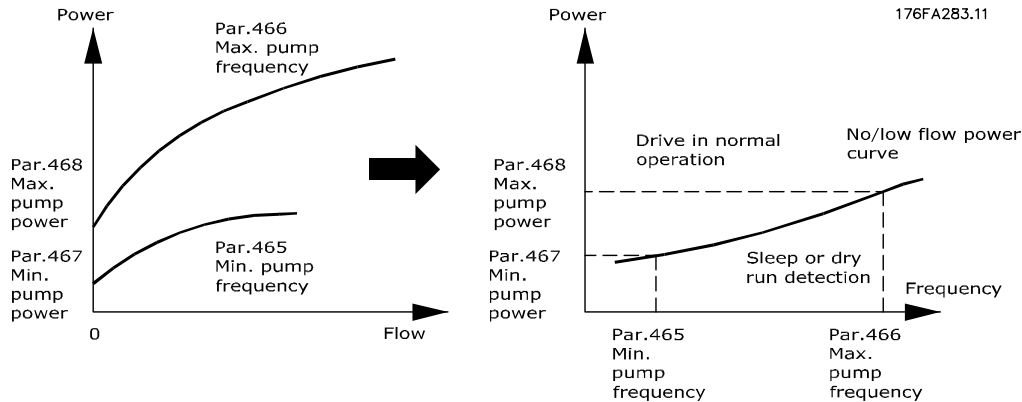 Power
Par.466
Max. pump
frequency
Par.468
Max.
pump
power
Par.467
Min.
pump
power
Par.465
Min. pump
frequency
0
Flow
Power
176FA283.11
Drive in normal
operation
No/low flow power
curve
Par.468
Max.
pump
power
Par.467
Min.
pump
power
Sleep or dry
run detection
Frequency
Par.465
Min.
pump
frequency
Par.466
Max.
pump
frequency